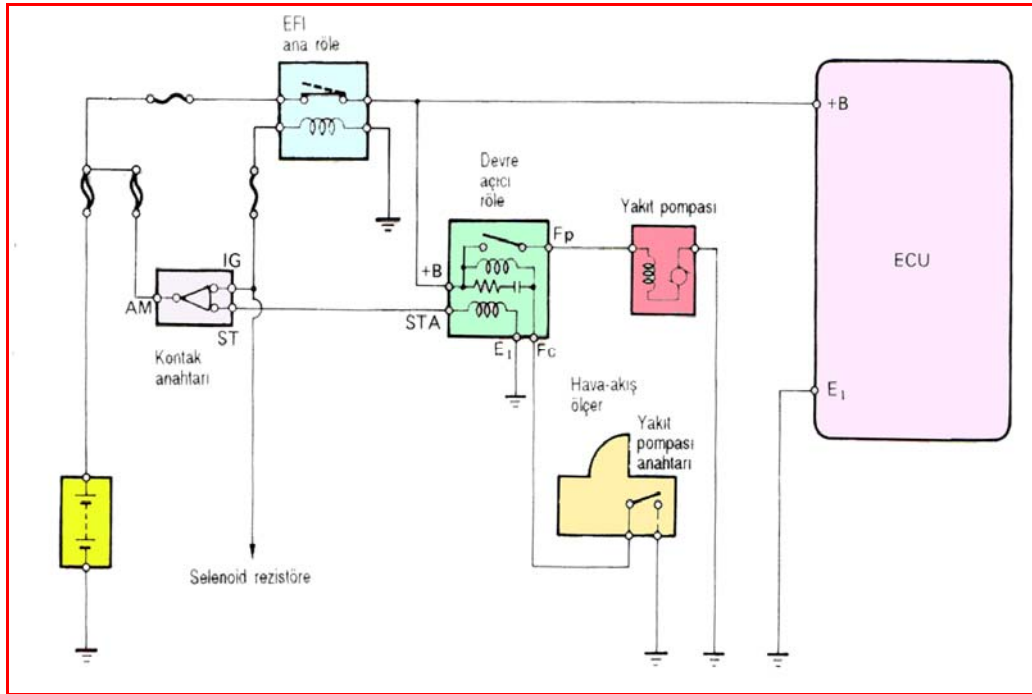 EFI
ana röle
+B
ECU
Devre
açıcı
röle
Yakıt pompası
Fp
+B
IG
AM
STA
ST
E₁
Fc
Kontak
anahtarı
Hava-akış
ölçer
Yakıt
pompası
anahtarı
E₁
Selenoid rezistöre